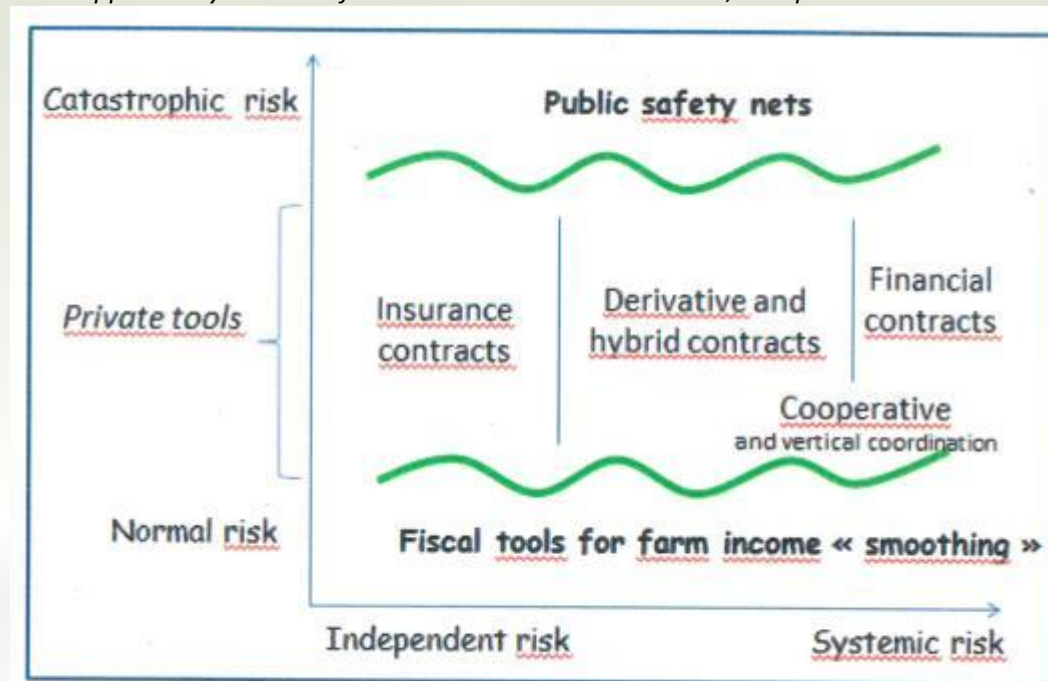 Catastrophic risk
Public safety nets
Private tools
Insurance
contracts
Derivative and
hybrid contracts
Financial
contracts
Cooperative
and vertical coordination
Normal risk
Fiscal tools for farm income « smoothing »
Independent risk
Systemic risk